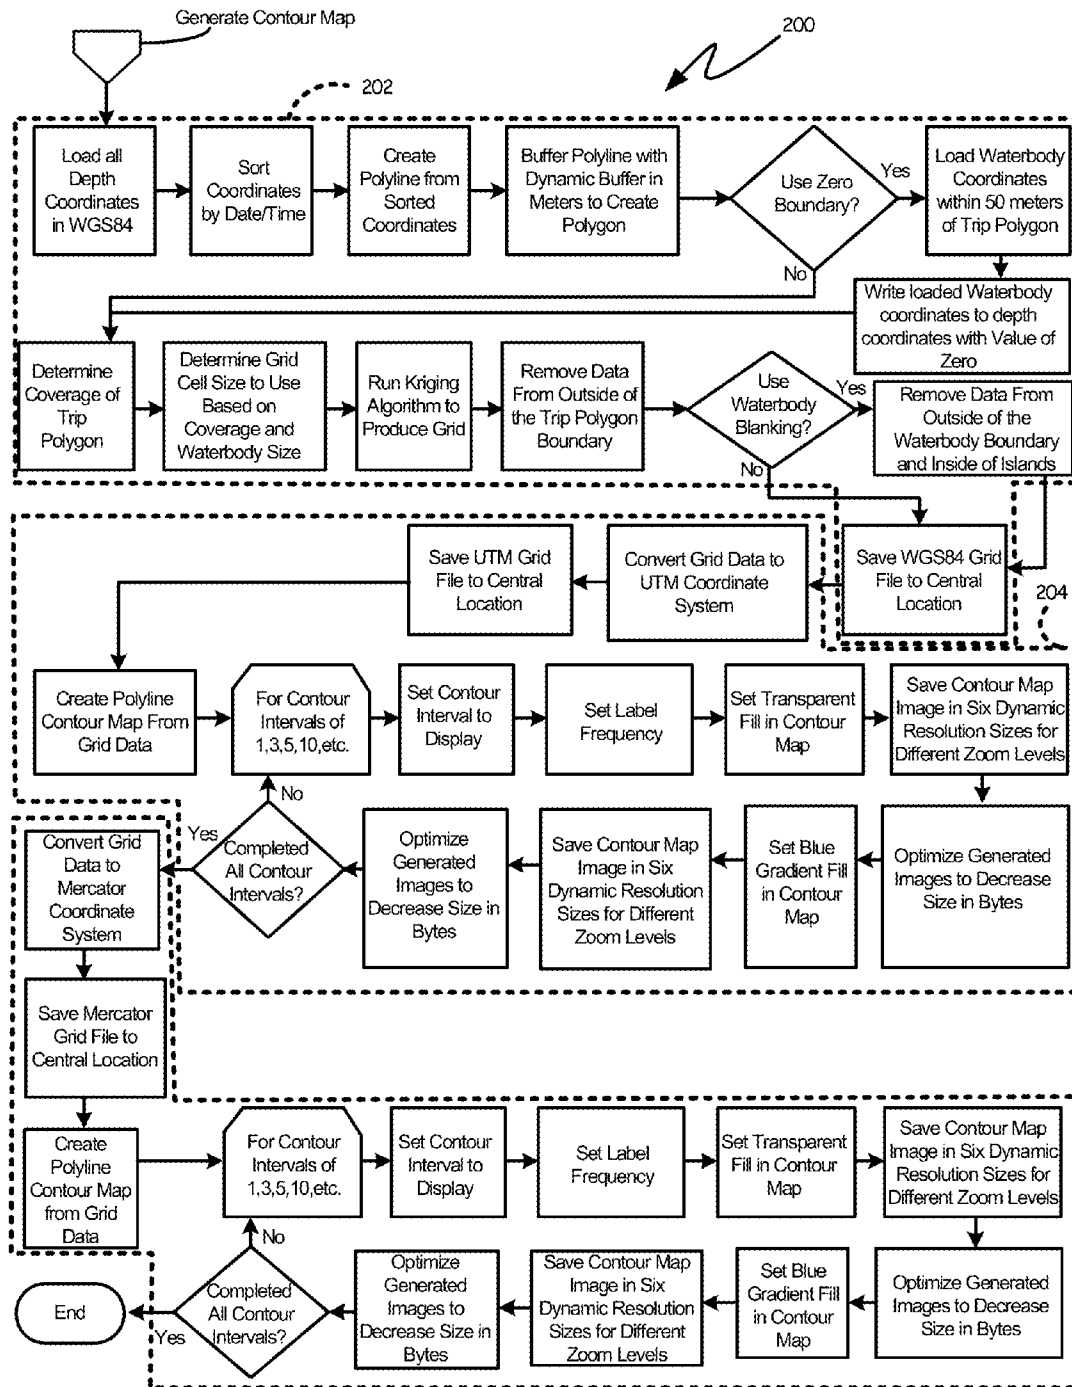 Generate Contour Map
200
202
Load all
Depth
Coordinates
in WGS84
Sort
Coordinates
by Date/Time
Create
Polyline from
Sorted
Coordinates
Buffer Polyline with
Dynamic Buffer in
Meters to Create
Polygon
Use Zero
Boundary?
Yes
No
Load Waterbody
Coordinates
within 50 meters
of Trip Polygon
Write loaded Waterbody
coordinates to depth
coordinates with Value of
Zero
Determine
Coverage of
Trip
Polygon
Determine Grid
Cell Size to Use
Based on
Coverage and
Waterbody Size
Run Kriging
Algorithm to
Produce Grid
Remove Data
From Outside of
the Trip Polygon
Boundary
Use
Waterbody
Blanking?
Yes
No
Remove Data From
Outside of the
Waterbody Boundary
and Inside of Islands
Save WGS84 Grid
File to Central
Location
204
Convert Grid Data to
UTM Coordinate
System
Save UTM Grid
File to Central
Location
Create Polyline
Contour Map From
Grid Data
For Contour
Intervals of
1,3,5,10,etc.
Set Contour
Interval to
Display
Set Label
Frequency
Set Transparent
Fill in Contour
Map
Save Contour Map
Image in Six Dynamic
Resolution Sizes for
Different Zoom Levels
Optimize Generated
Images to Decrease
Size in Bytes
Set Blue
Gradient Fill
in Contour
Map
Save Contour Map
Image in Six
Dynamic Resolution
Sizes for Different
Zoom Levels
Optimize
Generated
Images to
Decrease Size in
Bytes
Completed
All Contour
Intervals?
No
Yes
Convert Grid
Data to
Mercator
Coordinate
System
Save Mercator
Grid File to
Central Location
Create
Polyline
Contour Map
from Grid
Data
For Contour
Intervals of
1,3,5,10,etc.
Set Contour
Interval to
Display
Set Label
Frequency
Set Transparent
Fill in Contour
Map
Save Contour Map
Image in Six Dynamic
Resolution Sizes for
Different Zoom Levels
Optimize Generated
Images to Decrease
Size in Bytes
Set Blue
Gradient Fill
in Contour
Map
Save Contour Map
Image in Six
Dynamic Resolution
Sizes for Different
Zoom Levels
Optimize
Generated
Images to
Decrease Size in
Bytes
Completed
All Contour
Intervals?
No
Yes
End